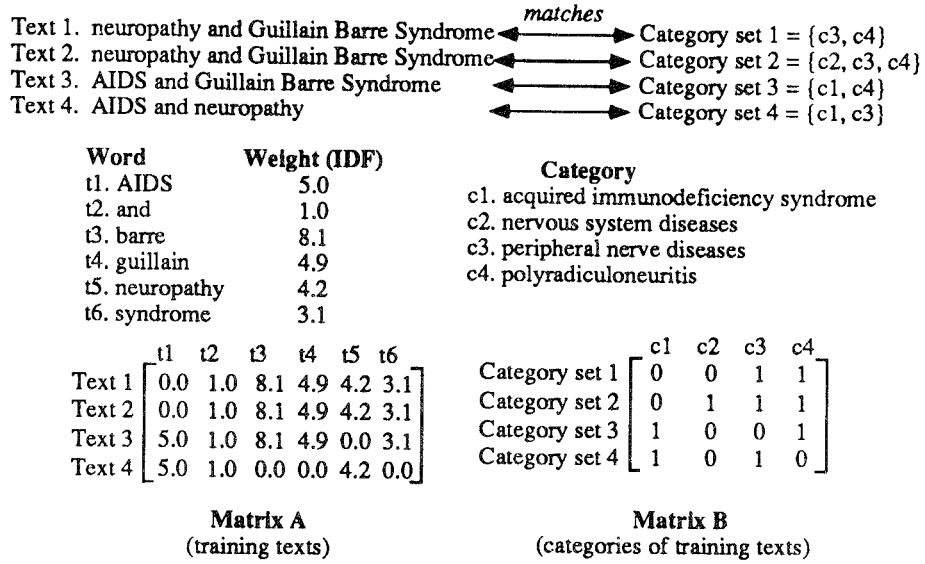 matches
Text 1. neuropathy and Guillain Barre Syndrome Category set 1 = {c3, c4}
Text 2. neuropathy and Guillain Barre Syndrome Category set 2 = {c2, c3, c4}
Text 3. AIDS and Guillain Barre Syndrome Category set 3 = {c1, c4}
Text 4. AIDS and neuropathy Category set 4 = {c1, c3}
Word Weight (IDF)
t1. AIDS 5.0
t2. and 1.0
t3. barre 8.1
t4. guillain 4.9
t5. neuropathy 4.2
t6. syndrome 3.1
Category
c1. acquired immunodeficiency syndrome
c2. nervous system diseases
c3. peripheral nerve diseases
c4. polyradiculoneuritis
t1 t2 t3 t4 t5 t6
Text 1 0.0 1.0 8.1 4.9 4.2 3.1
Text 2 0.0 1.0 8.1 4.9 4.2 3.1
Text 3 5.0 1.0 8.1 4.9 0.0 3.1
Text 4 5.0 1.0 0.0 0.0 4.2 0.0
Matrix A
(training texts)
c1 c2 c3 c4
Category set 1 0 0 1 1
Category set 2 0 1 1 1
Category set 3 1 0 0 1
Category set 4 1 0 1 0
Matrix B
(categories of training texts)